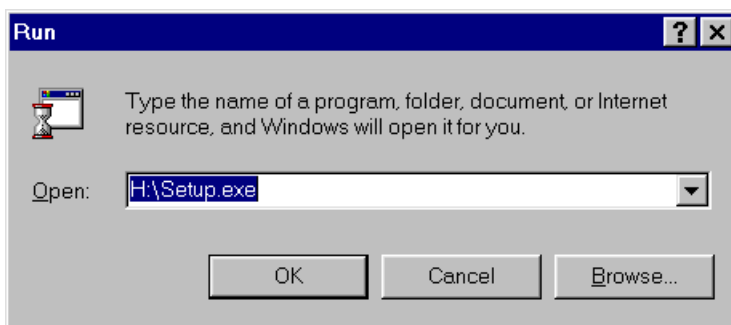 Run
Type the name of a program, folder, document, or Internet
resource, and Windows will open it for you.
Open: H:\Setup.exe
OK Cancel Browse...